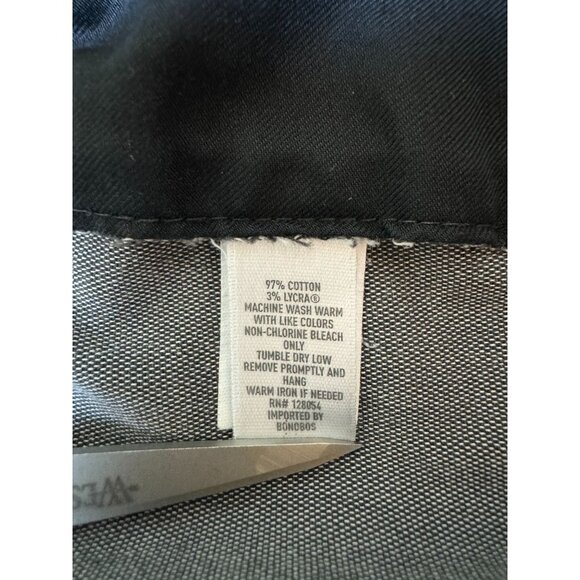 97% COTTON
3% LYCRA®
MACHINE WASH WARM
WITH LIKE COLORS
NON-CHLORINE BLEACH
ONLY
TUMBLE DRY LOW
REMOVE PROMPTLY AND
HANG
WARM IRON IF NEEDED
RN# 128054
IMPORTED BY
BONOBOS